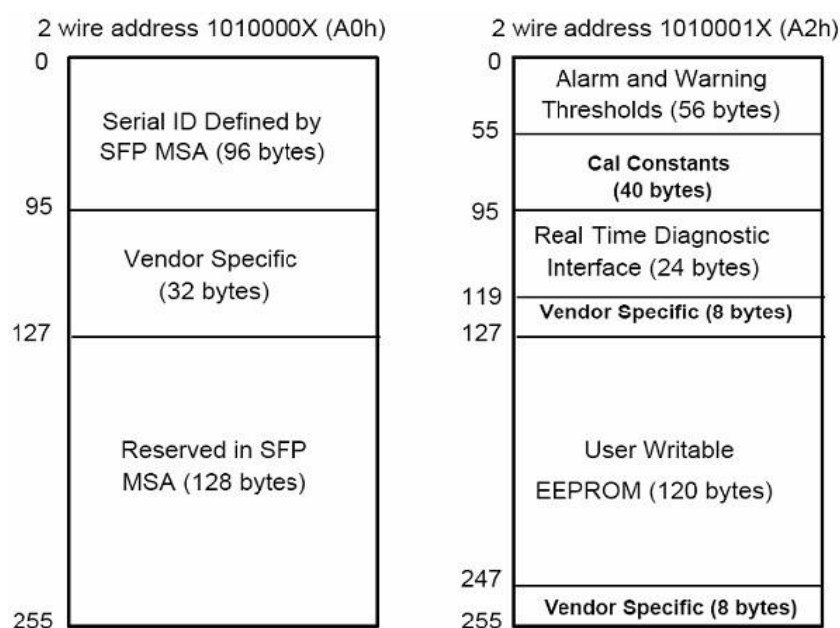 2 wire address 1010000X (A0h)
0
Serial ID Defined by
SFP MSA (96 bytes)
95
Vendor Specific
(32 bytes)
127
Reserved in SFP
MSA (128 bytes)
255
2 wire address 1010001X (A2h)
0
Alarm and Warning
Thresholds (56 bytes)
55
Cal Constants
(40 bytes)
95
Real Time Diagnostic
Interface (24 bytes)
119
Vendor Specific (8 bytes)
127
User Writable
EEPROM (120 bytes)
247
Vendor Specific (8 bytes)
255